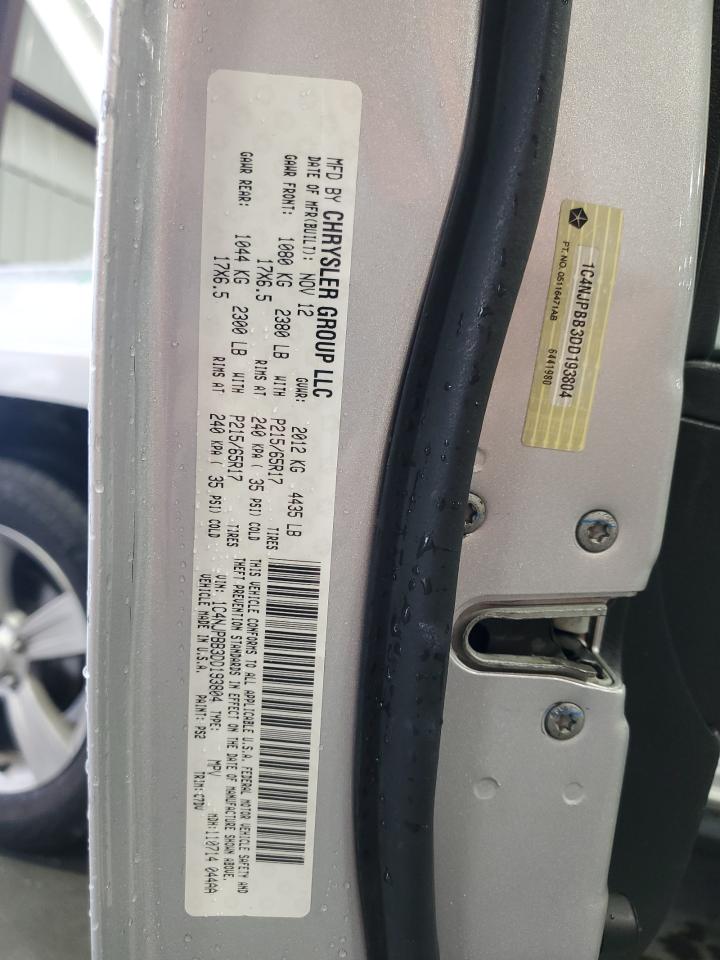 MFD BY CHRYSLER GROUP LLC
DATE OF MFR(BUILT): NOV 12 GVWR: 2012 KG 4435 LB
GAWR FRONT: 1080 KG 2380 LB WITH P215/65R17 TIRES
17X6.5 RIMS AT 240 KPA ( 35 PSI) COLD
GAWR REAR: 1044 KG 2300 LB WITH P215/65R17 TIRES
17X6.5 RIMS AT 240 KPA ( 35 PSI) COLD
THIS VEHICLE CONFORMS TO ALL APPLICABLE U.S.A. FEDERAL MOTOR VEHICLE SAFETY AND
THEFT PREVENTION STANDARDS IN EFFECT ON THE DATE OF MANUFACTURE SHOWN ABOVE.
VIN: 1C4NJPBB3DD193804 TYPE: MPV MDH:110714 044AA
VEHICLE MADE IN U.S.A. PAINT: PS2 TRIM: C7DV
1C4NJPBB3DD193804
PT. NO. 05116471AB 6441980